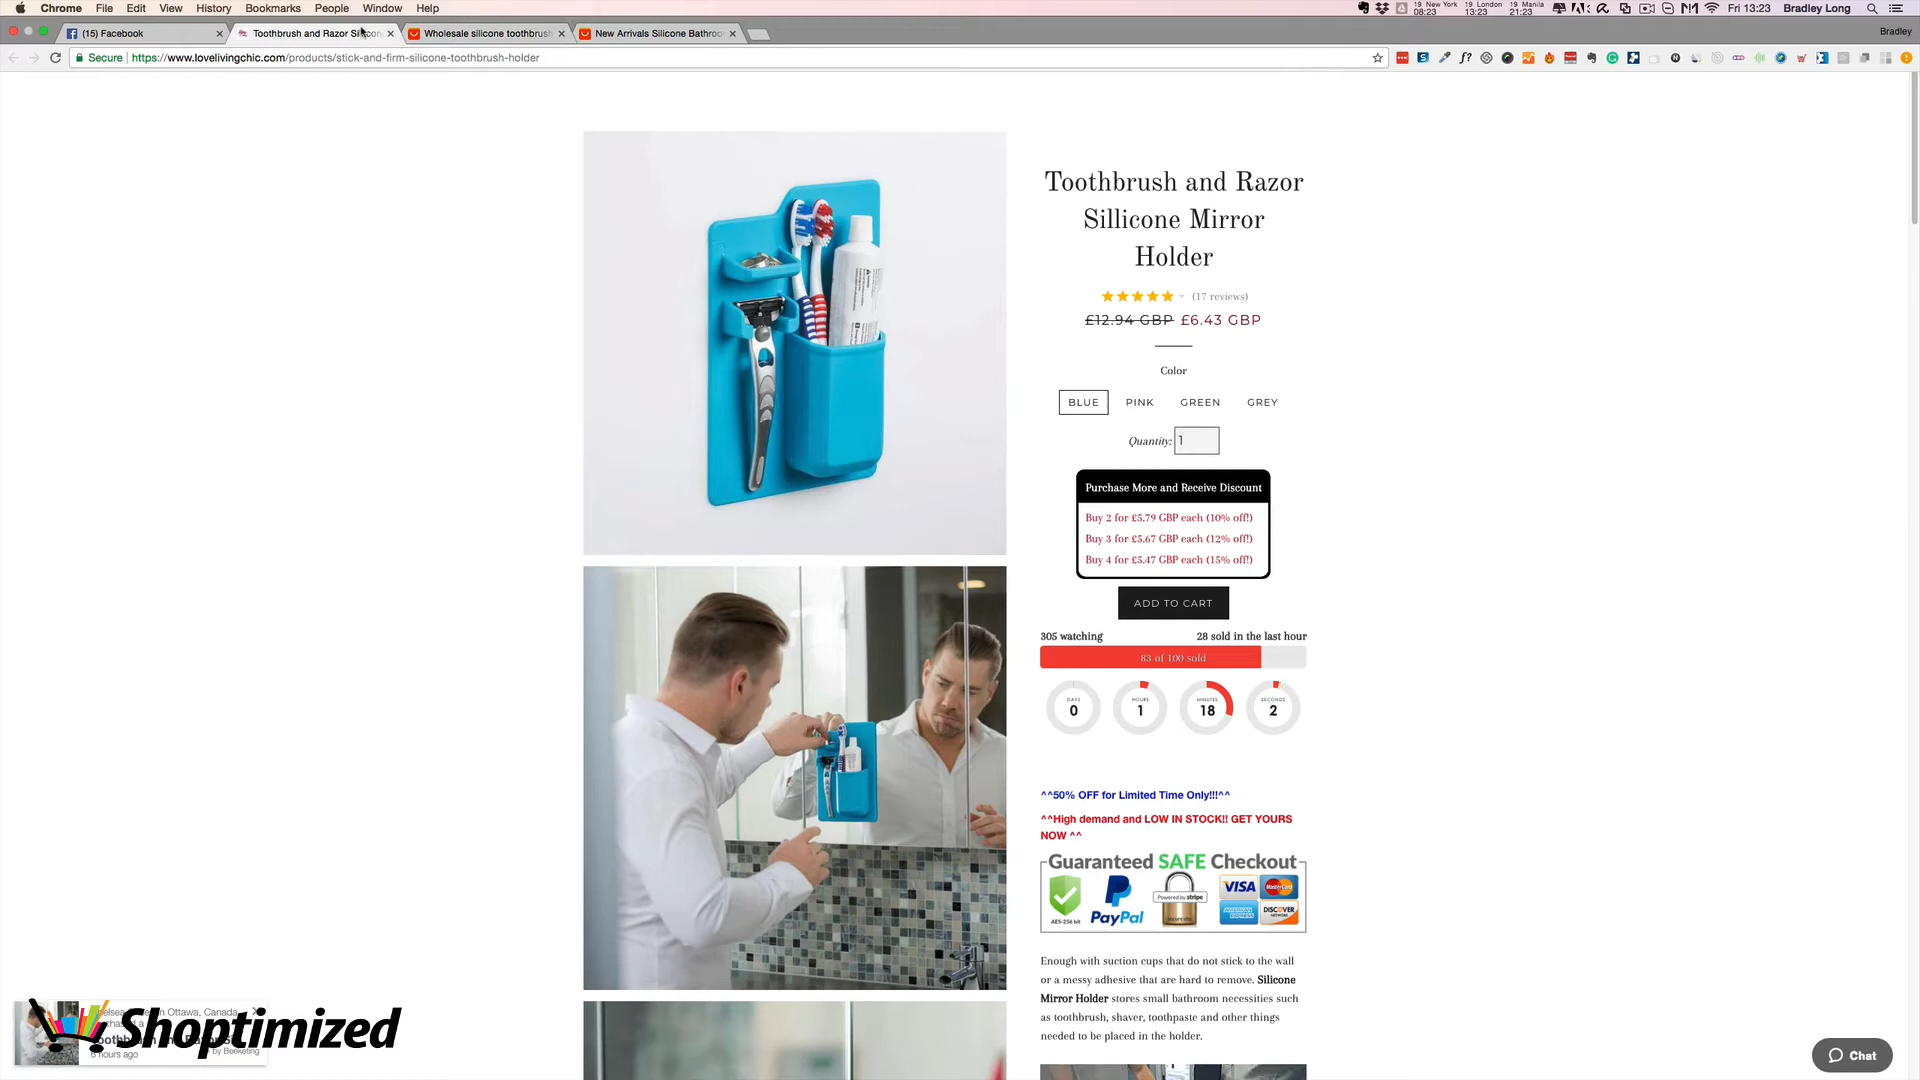 Chrome File Edit View History Bookmarks People Window Help
19 New York 08:23 19 London 13:23 19 Manila 21:23 Fri 13:23 Bradley Long
(15) Facebook
Toothbrush and Razor Silicon
Wholesale silicone toothbrush
New Arrivals Silicone Bathroo
Bradley
Secure https://www.lovelivingchic.com/products/stick-and-firm-silicone-toothbrush-holder
Toothbrush and Razor
Sillicone Mirror
Holder
(17 reviews)
£12.94 GBP £6.43 GBP
Color
BLUE PINK GREEN GREY
Quantity: 1
Purchase More and Receive Discount
Buy 2 for £5.79 GBP each (10% off!)
Buy 3 for £5.67 GBP each (12% off!)
Buy 4 for £5.47 GBP each (15% off!)
ADD TO CART
305 watching 28 sold in the last hour
83 of 100 sold
DAYS HOURS MINUTES SECONDS
0 1 18 2
^^50% OFF for Limited Time Only!!!^^
^^High demand and LOW IN STOCK!! GET YOURS
NOW ^^
Guaranteed SAFE Checkout
AES-256 bit PayPal Powered by stripe VISA MasterCard
AMERICAN EXPRESS DISCOVER
Enough with suction cups that do not stick to the wall
or a messy adhesive that are hard to remove. Silicone
Mirror Holder stores small bathroom necessities such
as toothbrush, shaver, toothpaste and other things
needed to be placed in the holder.
in Ottawa, Canada
Shoptimized
6 hours ago by Beeketing
Chat